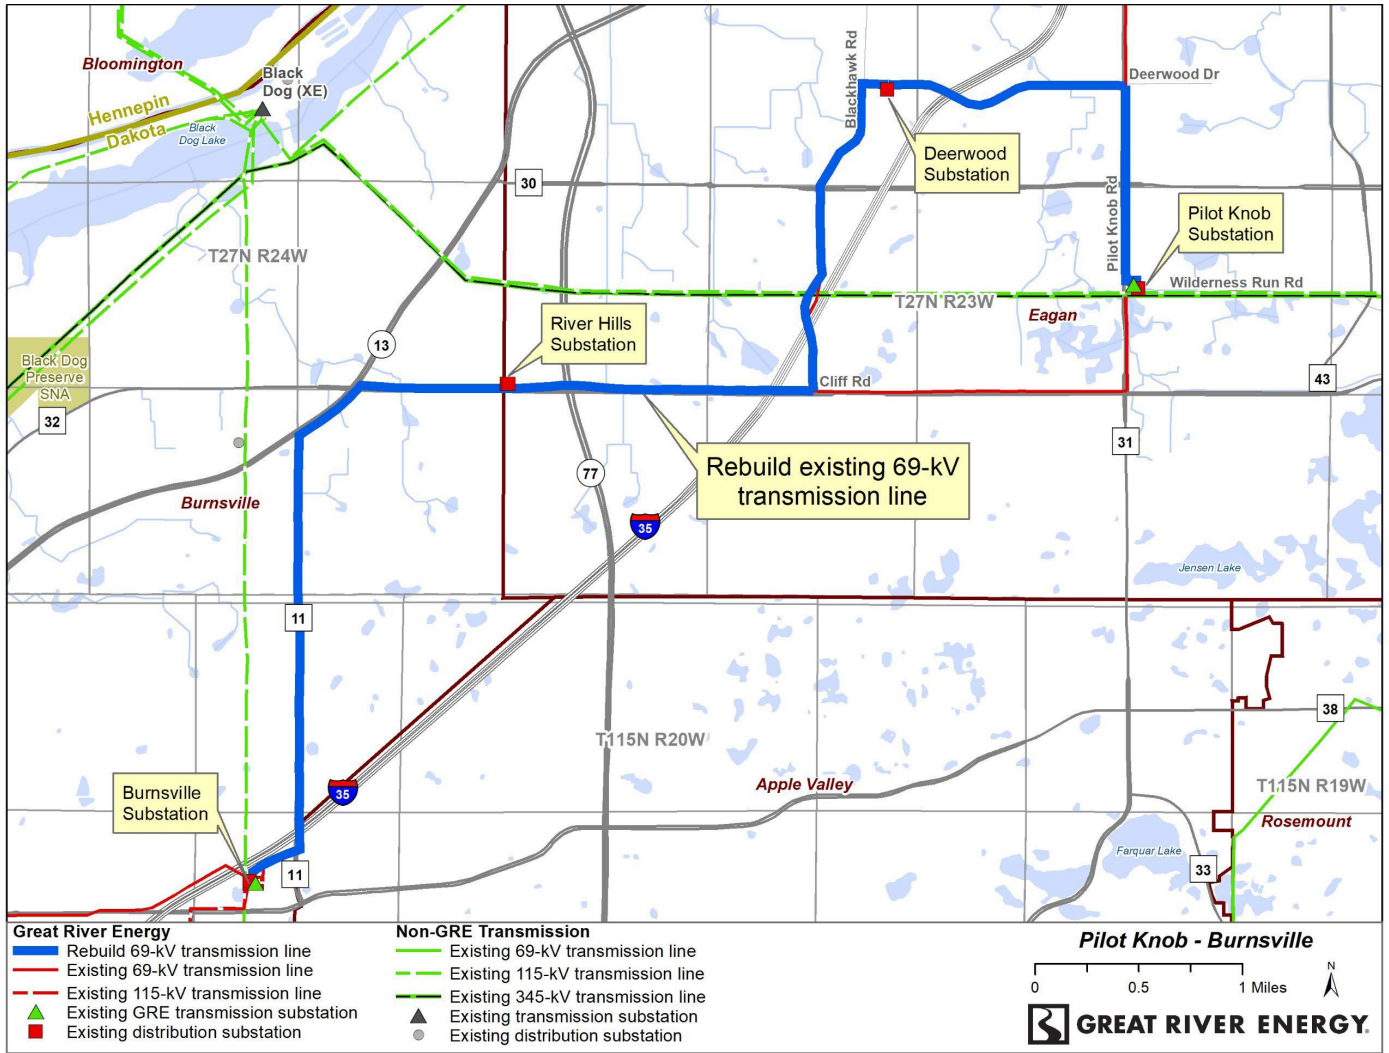 Bloomington
Black
Dog (XE)
Hennepin
Dakota
Black
Dog Lake
Blackhawk Rd
Deerwood Dr
Deerwood
Substation
30
Pilot Knob Rd
Pilot Knob
Substation
T27N R24W
Wilderness Run Rd
T27N R23W
Eagan
River Hills
Substation
13
Black Dog
Preserve
SNA
Cliff Rd
43
32
31
Rebuild existing 69-kV
transmission line
77
Burnsville
35
Jensen Lake
11
38
T115N R20W
Burnsville
Substation
35
Apple Valley
T115N R19W
Rosemount
Farquar Lake
33
11
Great River Energy
Rebuild 69-kV transmission line
Existing 69-kV transmission line
Existing 115-kV transmission line
Existing GRE transmission substation
Existing distribution substation
Non-GRE Transmission
Existing 69-kV transmission line
Existing 115-kV transmission line
Existing 345-kV transmission line
Existing transmission substation
Existing distribution substation
Pilot Knob - Burnsville
0 0.5 1 Miles
N
GREAT RIVER ENERGY.